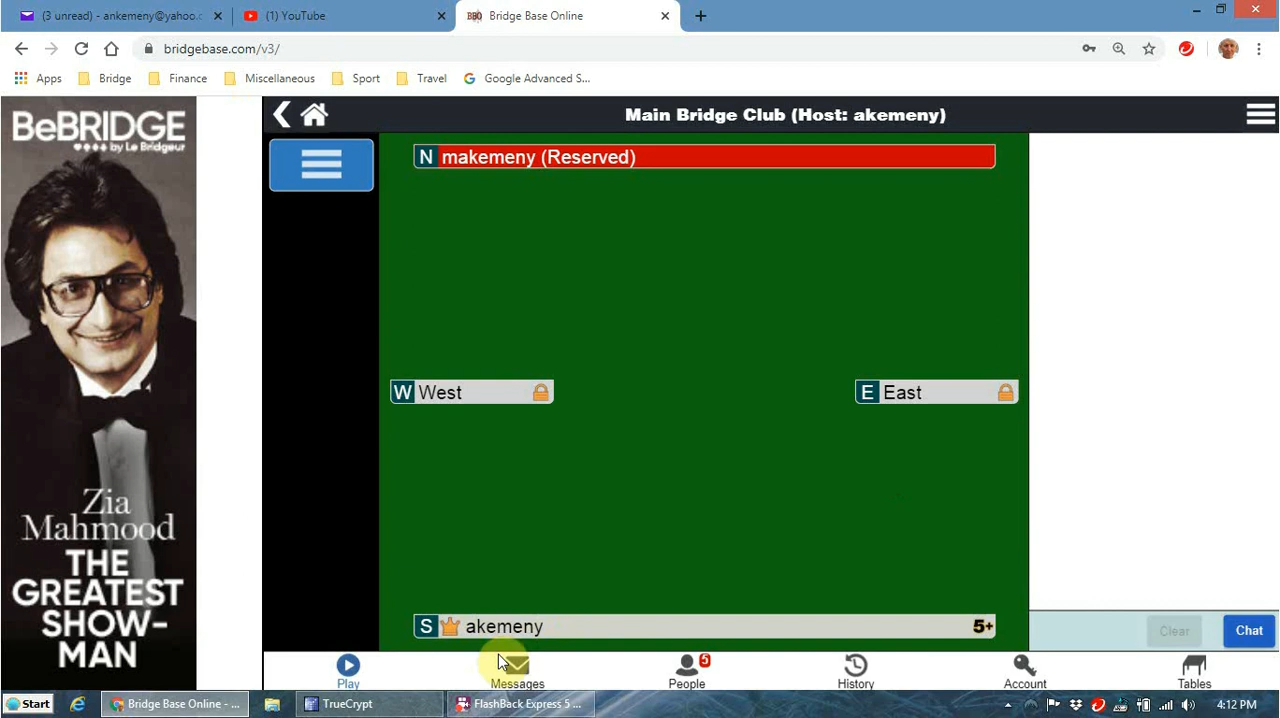 (3 unread) - ankemeny@yahoo.c
(1) YouTube
BBO Bridge Base Online
bridgebase.com/v3/
Apps
Bridge
Finance
Miscellaneous
Sport
Travel
Google Advanced S...
BeBRIDGE
by Le Bridgeur
Zia
Mahmood
THE
GREATEST
SHOW-
MAN
Main Bridge Club (Host: akemeny)
N makemeny (Reserved)
W West
E East
S akemeny 5+
Clear
Chat
Play
Messages
People 5
History
Account
Tables
Start
Bridge Base Online - ...
TrueCrypt
FlashBack Express 5 ...
4:12 PM